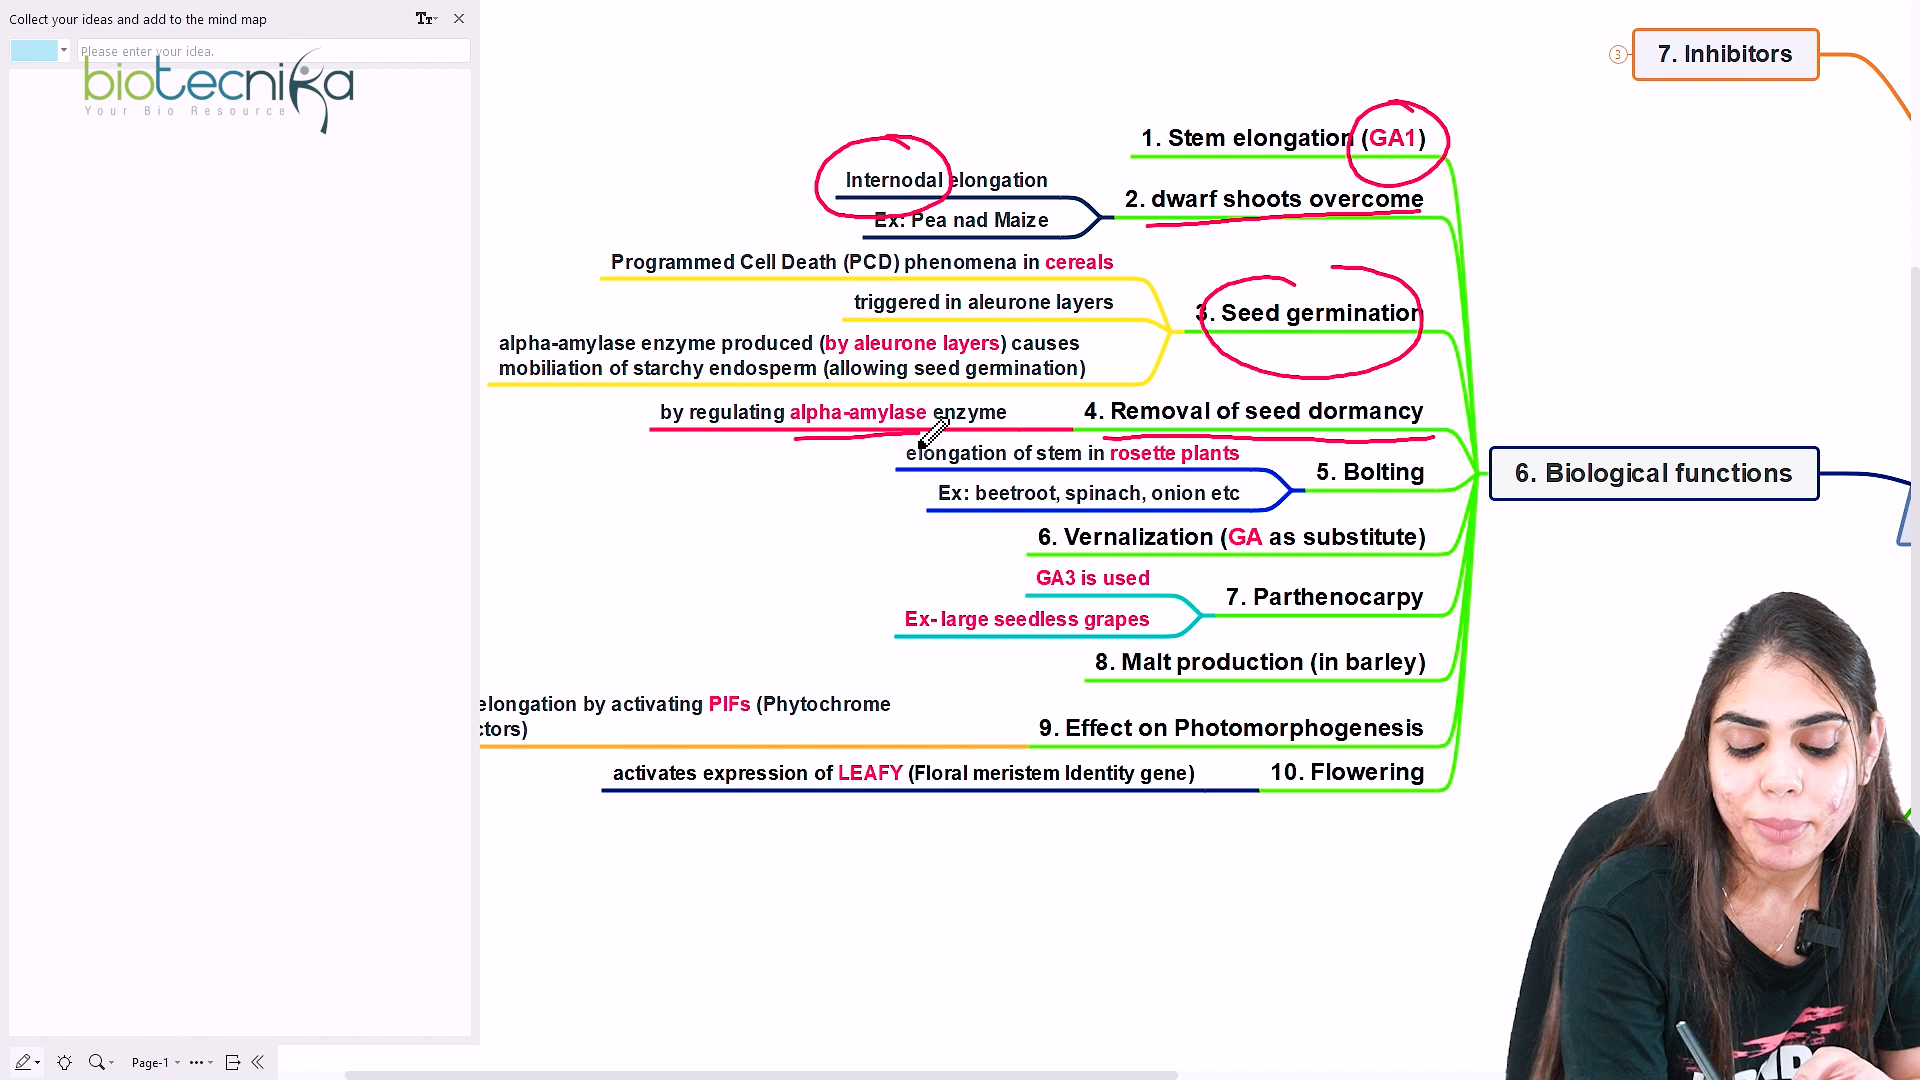 Collect your ideas and add to the mind map
Please enter your idea.
biotecnika
Your Bio Resource
3
7. Inhibitors
1. Stem elongation (GA1)
Internodal elongation
2. dwarf shoots overcome
Ex: Pea nad Maize
Programmed Cell Death (PCD) phenomena in cereals
triggered in aleurone layers
3. Seed germination
alpha-amylase enzyme produced (by aleurone layers) causes
mobiliation of starchy endosperm (allowing seed germination)
by regulating alpha-amylase enzyme
4. Removal of seed dormancy
elongation of stem in rosette plants
5. Bolting
6. Biological functions
Ex: beetroot, spinach, onion etc
6. Vernalization (GA as substitute)
GA3 is used
7. Parthenocarpy
Ex- large seedless grapes
8. Malt production (in barley)
elongation by activating PIFs (Phytochrome
ctors)
9. Effect on Photomorphogenesis
activates expression of LEAFY (Floral meristem Identity gene)
10. Flowering
Page-1